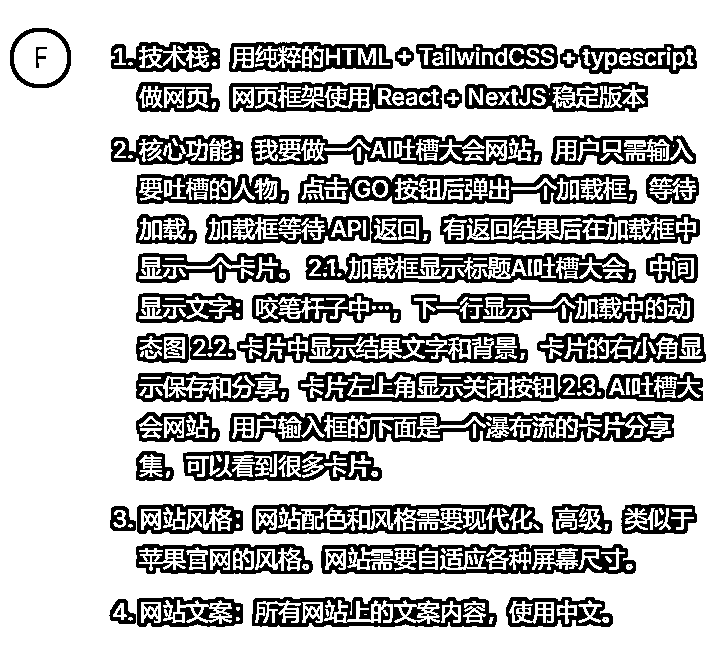 F
1. 技术栈：用纯粹的HTML + TailwindCSS + typescript
做网页，网页框架使用 React + NextJS 稳定版本
2. 核心功能：我要做一个AI吐槽大会网站，用户只需输入
要吐槽的人物，点击 GO 按钮后弹出一个加载框，等待
加载，加载框等待 API 返回，有返回结果后在加载框中
显示一个卡片。 2.1. 加载框显示标题AI吐槽大会，中间
显示文字：咬笔杆子中…，下一行显示一个加载中的动
态图 2.2. 卡片中显示结果文字和背景，卡片的右小角显
示保存和分享，卡片左上角显示关闭按钮 2.3. AI吐槽大
会网站，用户输入框的下面是一个瀑布流的卡片分享
集，可以看到很多卡片。
3. 网站风格：网站配色和风格需要现代化、高级，类似于
苹果官网的风格。网站需要自适应各种屏幕尺寸。
4. 网站文案：所有网站上的文案内容，使用中文。